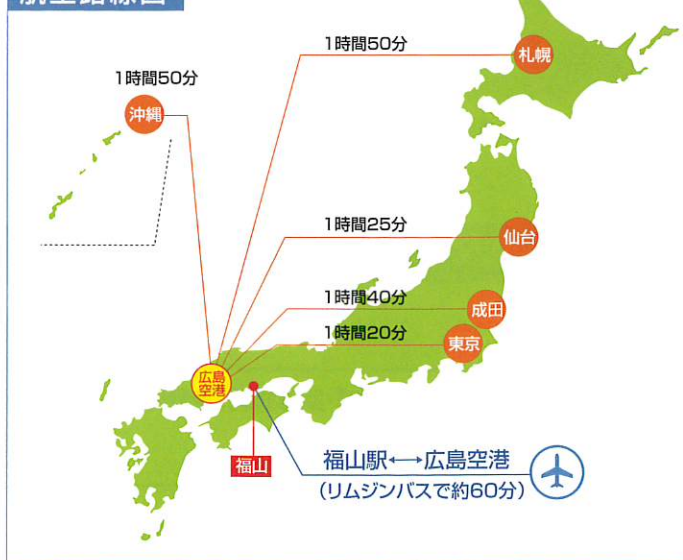 航空路線図
1時間50分
札幌
1時間50分
沖縄
1時間25分
仙台
1時間40分
成田
1時間20分
東京
広島
空港
福山
福山駅↔広島空港
(リムジンバスで約60分)